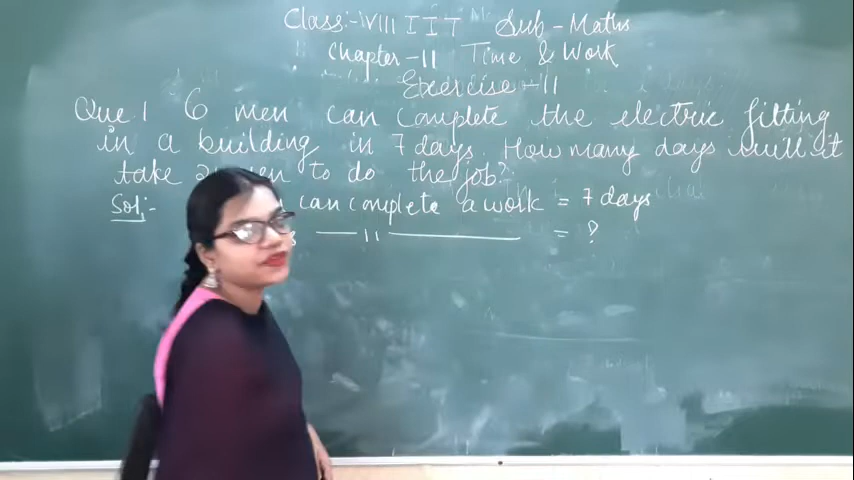 Class:- VIII IIT Sub - Maths
Chapter - 11 Time & Work
Exercise - 11
Que 1 6 men can complete the electric fitting
in a building in 7 days. How many days will it
take to do the job?
Sol:- can complete a work = 7 days
—— 11 ———— = ?